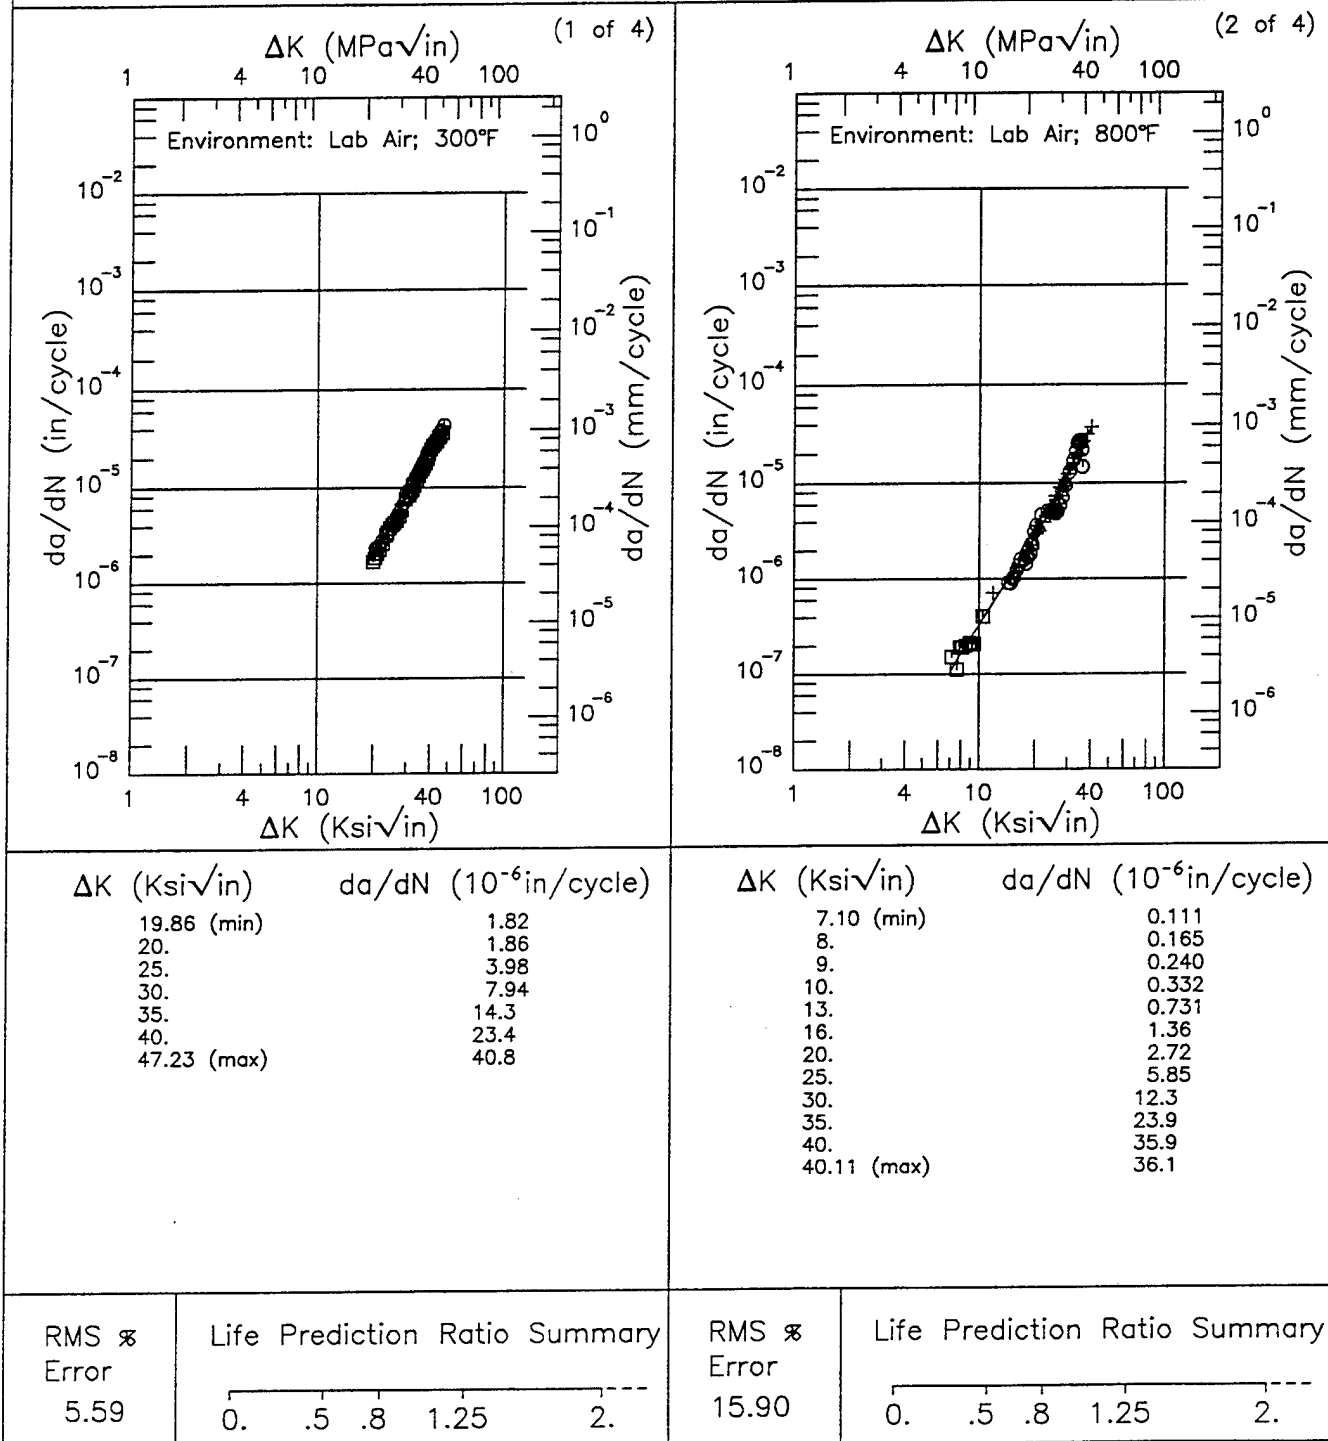 (1 of 4)
ΔK (MPa√in)
1 4 10 40 100
Environment: Lab Air; 300°F
10⁰
10⁻²
10⁻¹
10⁻³
10⁻²
10⁻⁴
10⁻³
10⁻⁵
10⁻⁴
10⁻⁶
10⁻⁵
10⁻⁷
10⁻⁶
10⁻⁸
da/dN (in/cycle)
da/dN (mm/cycle)
1 4 10 40 100
ΔK (Ksi√in)
ΔK (Ksi√in) da/dN (10⁻⁶in/cycle)
19.86 (min) 1.82
20. 1.86
25. 3.98
30. 7.94
35. 14.3
40. 23.4
47.23 (max) 40.8
RMS %
Error
5.59
Life Prediction Ratio Summary
0. .5 .8 1.25 2.
(2 of 4)
ΔK (MPa√in)
1 4 10 40 100
Environment: Lab Air; 800°F
10⁰
10⁻²
10⁻¹
10⁻³
10⁻²
10⁻⁴
10⁻³
10⁻⁵
10⁻⁴
10⁻⁶
10⁻⁵
10⁻⁷
10⁻⁶
10⁻⁸
da/dN (in/cycle)
da/dN (mm/cycle)
1 4 10 40 100
ΔK (Ksi√in)
ΔK (Ksi√in) da/dN (10⁻⁶in/cycle)
7.10 (min) 0.111
8. 0.165
9. 0.240
10. 0.332
13. 0.731
16. 1.36
20. 2.72
25. 5.85
30. 12.3
35. 23.9
40. 35.9
40.11 (max) 36.1
RMS %
Error
15.90
Life Prediction Ratio Summary
0. .5 .8 1.25 2.